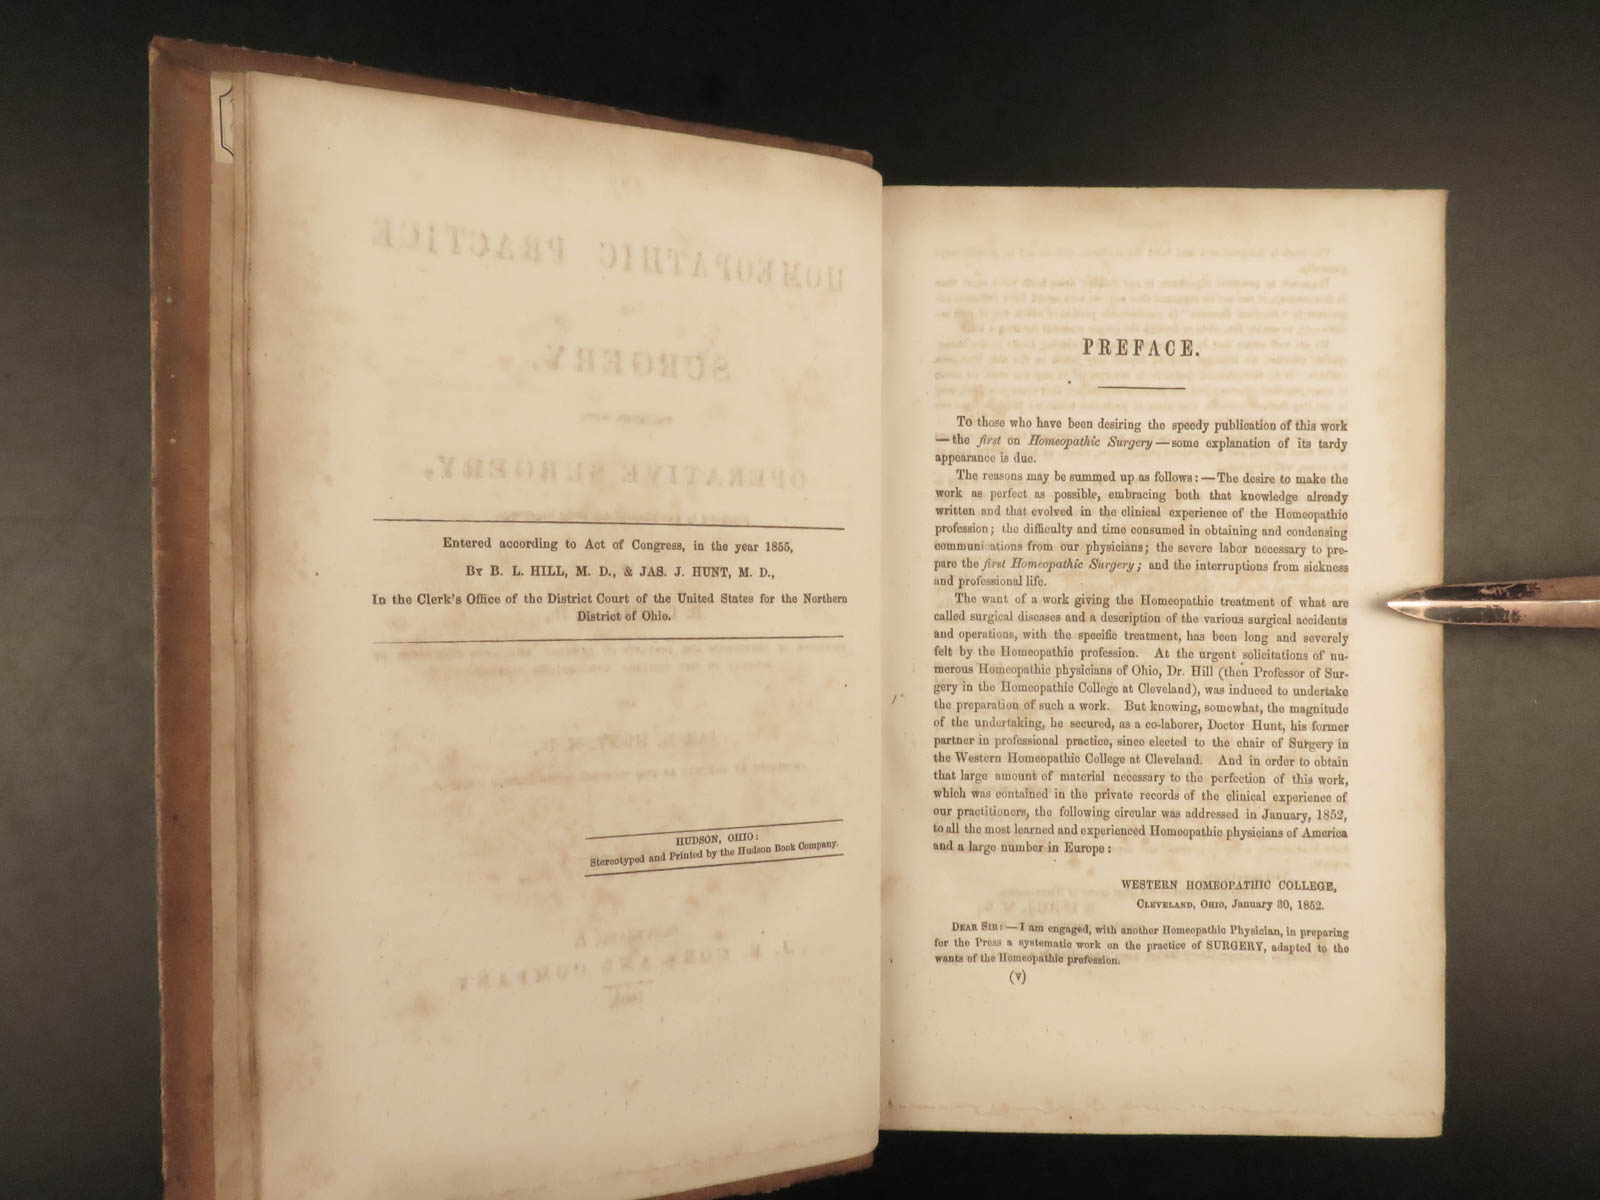 Entered according to Act of Congress, in the year 1855,
By B. L. HILL, M. D., & JAS. J. HUNT, M. D.,
In the Clerk's Office of the District Court of the United States for the Northern
District of Ohio.
HUDSON, OHIO:
Stereotyped and Printed by the Hudson Book Company.
PREFACE.
To those who have been desiring the speedy publication of this work
—the first on Homeopathic Surgery—some explanation of its tardy
appearance is due.
The reasons may be summed up as follows:—The desire to make the
work as perfect as possible, embracing both that knowledge already
written and that evolved in the clinical experience of the Homeopathic
profession; the difficulty and time consumed in obtaining and condensing
communications from our physicians; the severe labor necessary to pre-
pare the first Homeopathic Surgery; and the interruptions from sickness
and professional life.
The want of a work giving the Homeopathic treatment of what are
called surgical diseases and a description of the various surgical accidents
and operations, with the specific treatment, has been long and severely
felt by the Homeopathic profession. At the urgent solicitations of nu-
merous Homeopathic physicians of Ohio, Dr. Hill (then Professor of Sur-
gery in the Homeopathic College at Cleveland), was induced to undertake
the preparation of such a work. But knowing, somewhat, the magnitude
of the undertaking, he secured, as a co-laborer, Doctor Hunt, his former
partner in professional practice, since elected to the chair of Surgery in
the Western Homeopathic College at Cleveland. And in order to obtain
that large amount of material necessary to the perfection of this work,
which was contained in the private records of the clinical experience of
our practitioners, the following circular was addressed in January, 1852,
to all the most learned and experienced Homeopathic physicians of America
and a large number in Europe:
WESTERN HOMEOPATHIC COLLEGE,
CLEVELAND, OHIO, January 30, 1852.
DEAR SIR:—I am engaged, with another Homeopathic Physician, in preparing
for the Press a systematic work on the practice of SURGERY, adapted to the
wants of the Homeopathic profession.
(v)